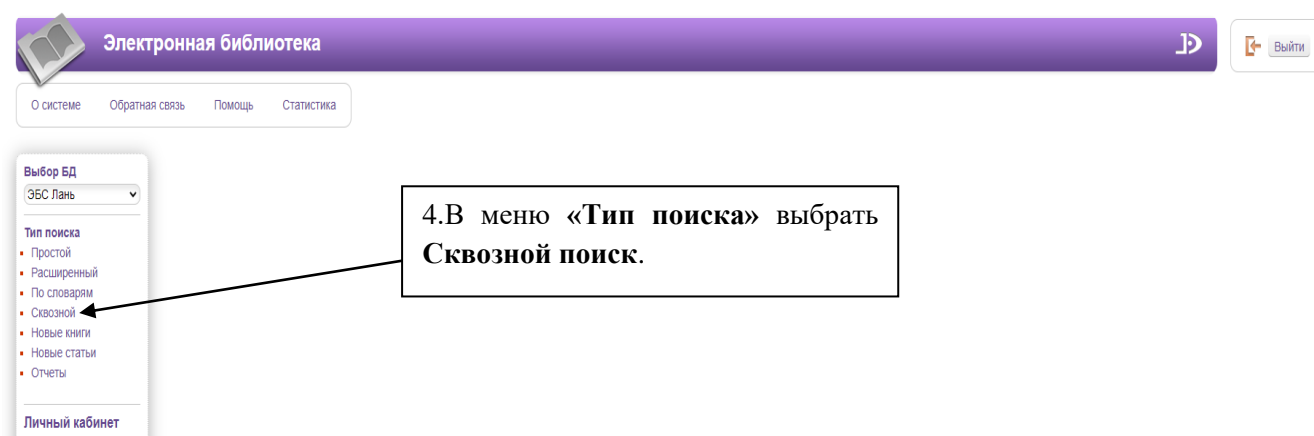 Электронная библиотека
Выйти
О системе Обратная связь Помощь Статистика
Выбор БД
ЭБС Лань
Тип поиска
Простой
Расширенный
По словарям
Сквозной
Новые книги
Новые статьи
Отчеты
Личный кабинет
4.В меню «Тип поиска» выбрать
Сквозной поиск.